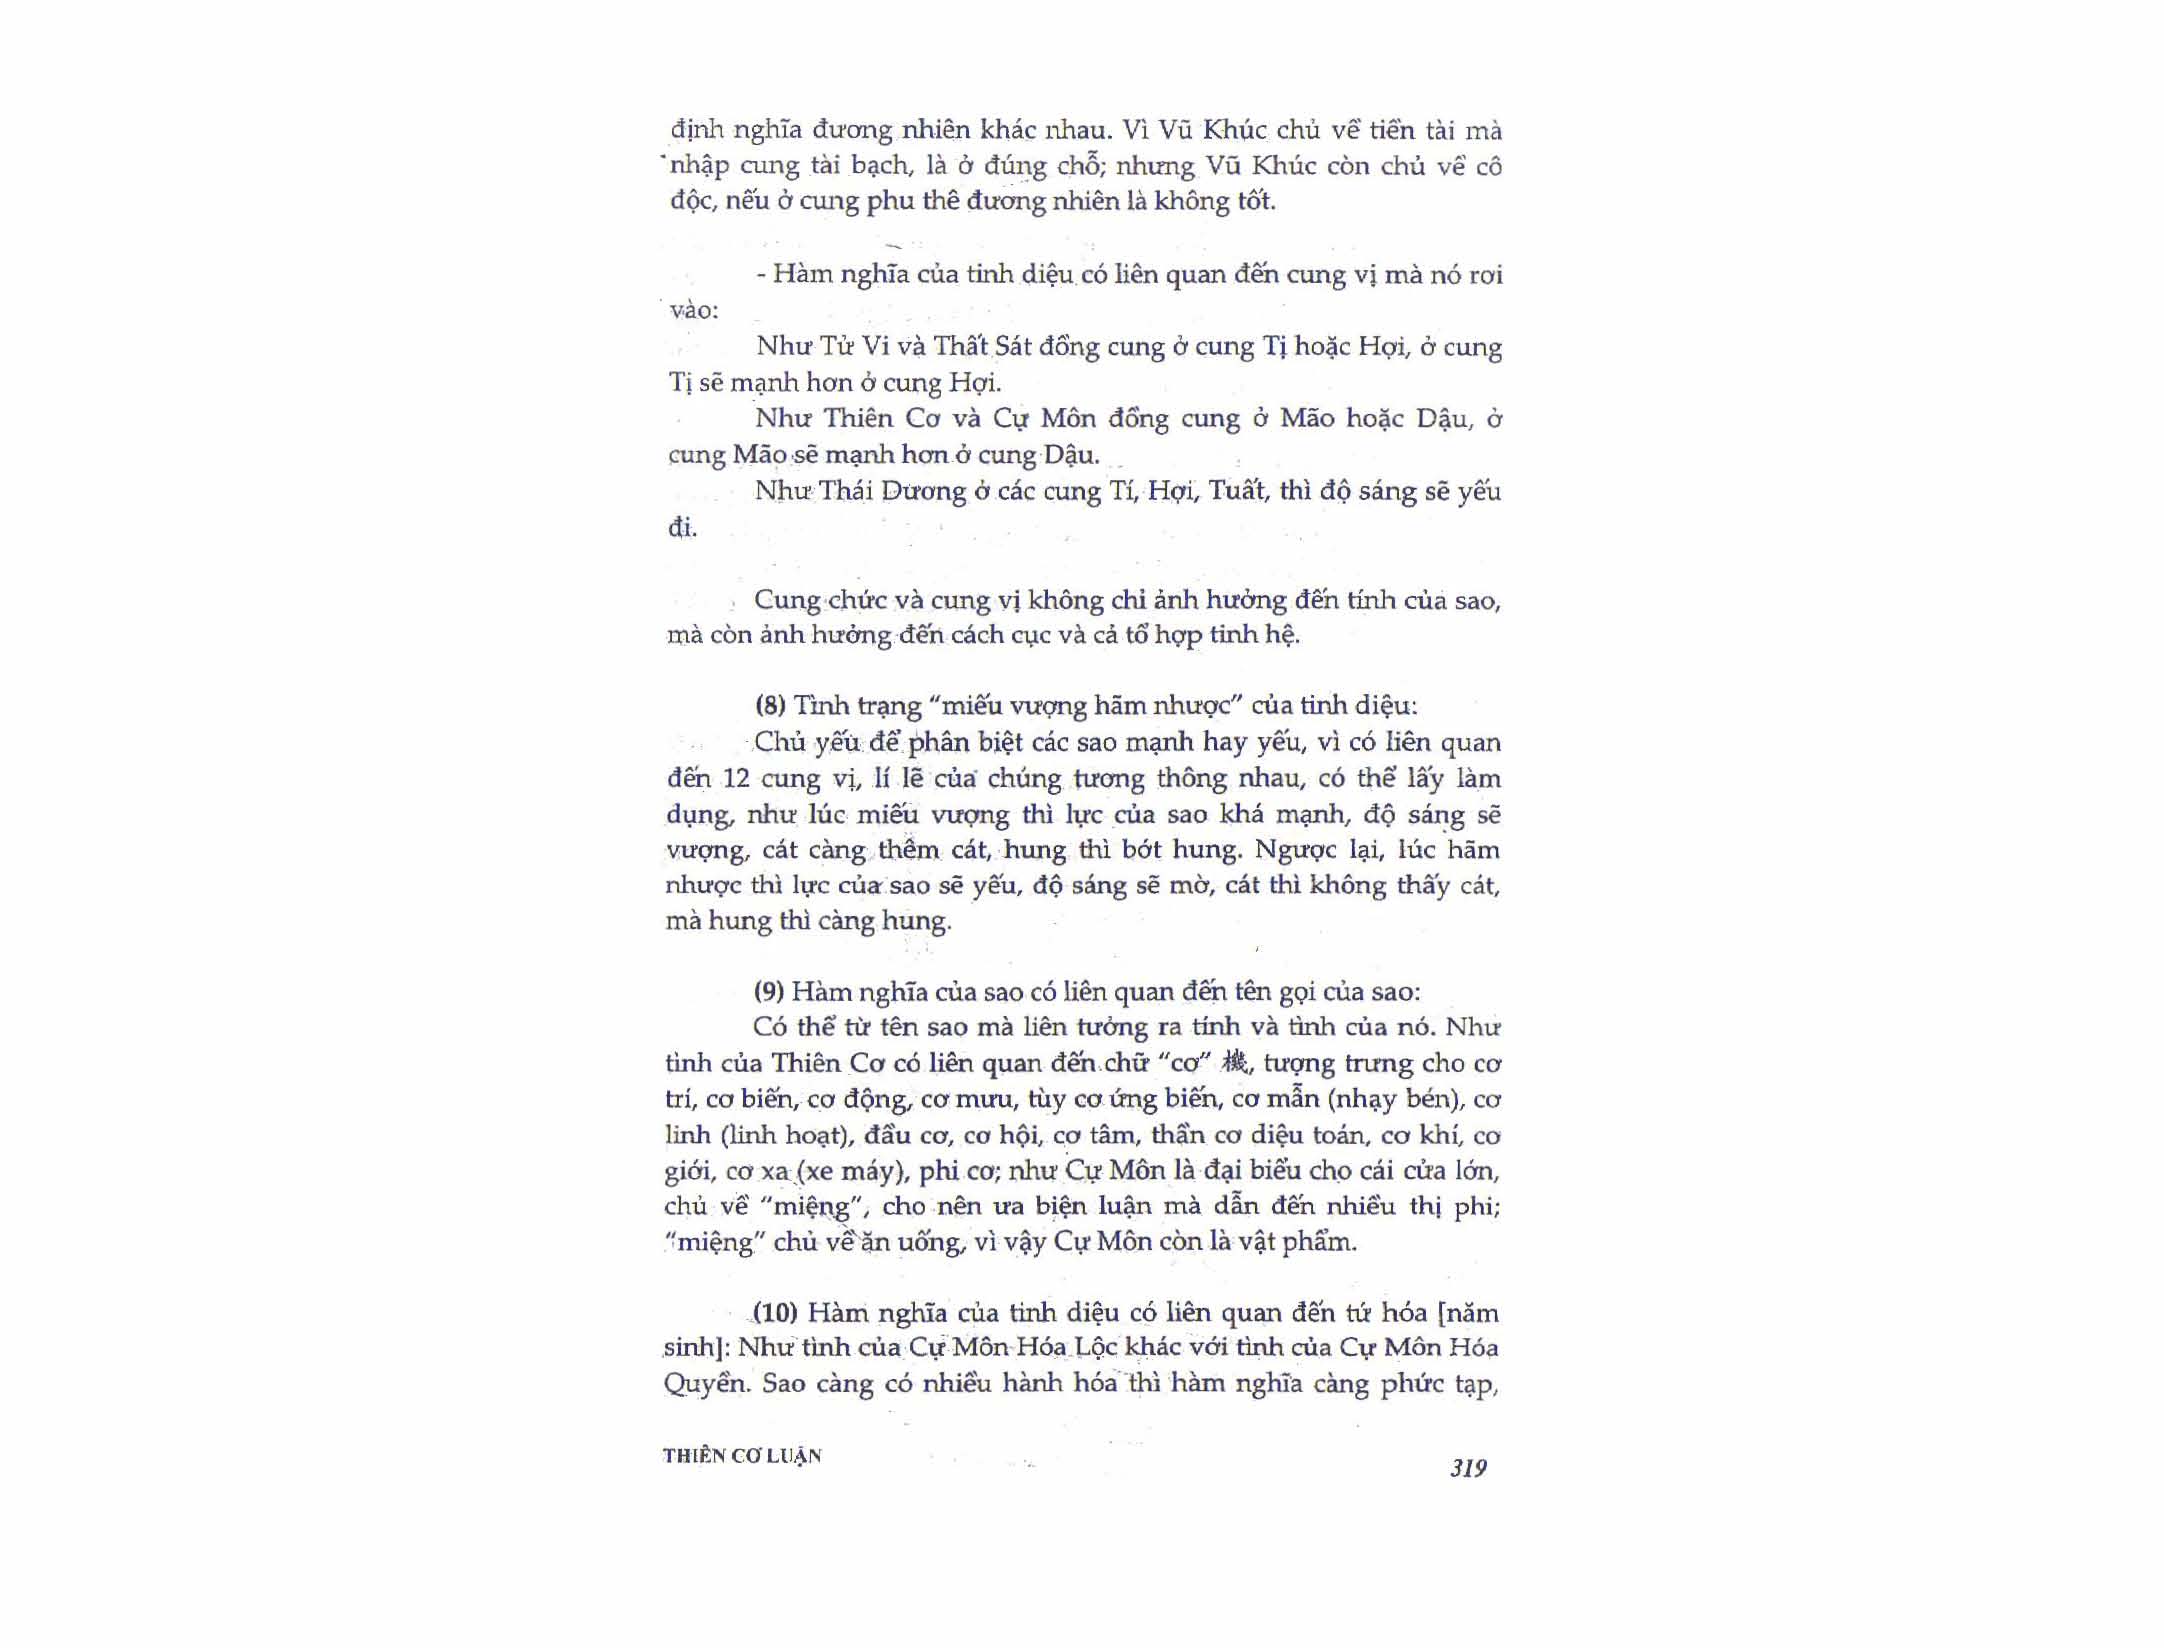 định nghĩa đương nhiên khác nhau. Vì Vũ Khúc chủ về tiền tài mà
nhập cung tài bạch, là ở đúng chỗ; nhưng Vũ Khúc còn chủ về cô
độc, nếu ở cung phu thê đương nhiên là không tốt.
- Hàm nghĩa của tinh diệu có liên quan đến cung vị mà nó rơi
vào:
Như Tử Vi và Thất Sát đồng cung ở cung Tị hoặc Hợi, ở cung
Tị sẽ mạnh hơn ở cung Hợi.
Như Thiên Cơ và Cự Môn đồng cung ở Mão hoặc Dậu, ở
cung Mão sẽ mạnh hơn ở cung Dậu.
Như Thái Dương ở các cung Tí, Hợi, Tuất, thì độ sáng sẽ yếu
đi.
Cung chức và cung vị không chỉ ảnh hưởng đến tính của sao,
mà còn ảnh hưởng đến cách cục và cả tổ hợp tinh hệ.
(8) Tình trạng "miếu vượng hãm nhược" của tinh diệu:
Chủ yếu để phân biệt các sao mạnh hay yếu, vì có liên quan
đến 12 cung vị, lí lẽ của chúng tương thông nhau, có thể lấy làm
dụng, như lúc miếu vượng thì lực của sao khá mạnh, độ sáng sẽ
vượng, cát càng thêm cát, hung thì bớt hung. Ngược lại, lúc hãm
nhược thì lực của sao sẽ yếu, độ sáng sẽ mờ, cát thì không thấy cát,
mà hung thì càng hung.
(9) Hàm nghĩa của sao có liên quan đến tên gọi của sao:
Có thể từ tên sao mà liên tưởng ra tính và tình của nó. Như
tình của Thiên Cơ có liên quan đến chữ "cơ" 機, tượng trưng cho cơ
trí, cơ biến, cơ động, cơ mưu, tùy cơ ứng biến, cơ mẫn (nhạy bén), cơ
linh (linh hoạt), đầu cơ, cơ hội, cơ tâm, thần cơ diệu toán, cơ khí, cơ
giới, cơ xa (xe máy), phi cơ; như Cự Môn là đại biểu cho cái cửa lớn,
chủ về "miệng", cho nên ưa biện luận mà dẫn đến nhiều thị phi;
"miệng" chủ về ăn uống, vì vậy Cự Môn còn là vật phẩm.
(10) Hàm nghĩa của tinh diệu có liên quan đến tứ hóa [năm
sinh]: Như tình của Cự Môn Hóa Lộc khác với tình của Cự Môn Hóa
Quyền. Sao càng có nhiều hành hóa thì hàm nghĩa càng phức tạp,
THIÊN CƠ LUẬN
319